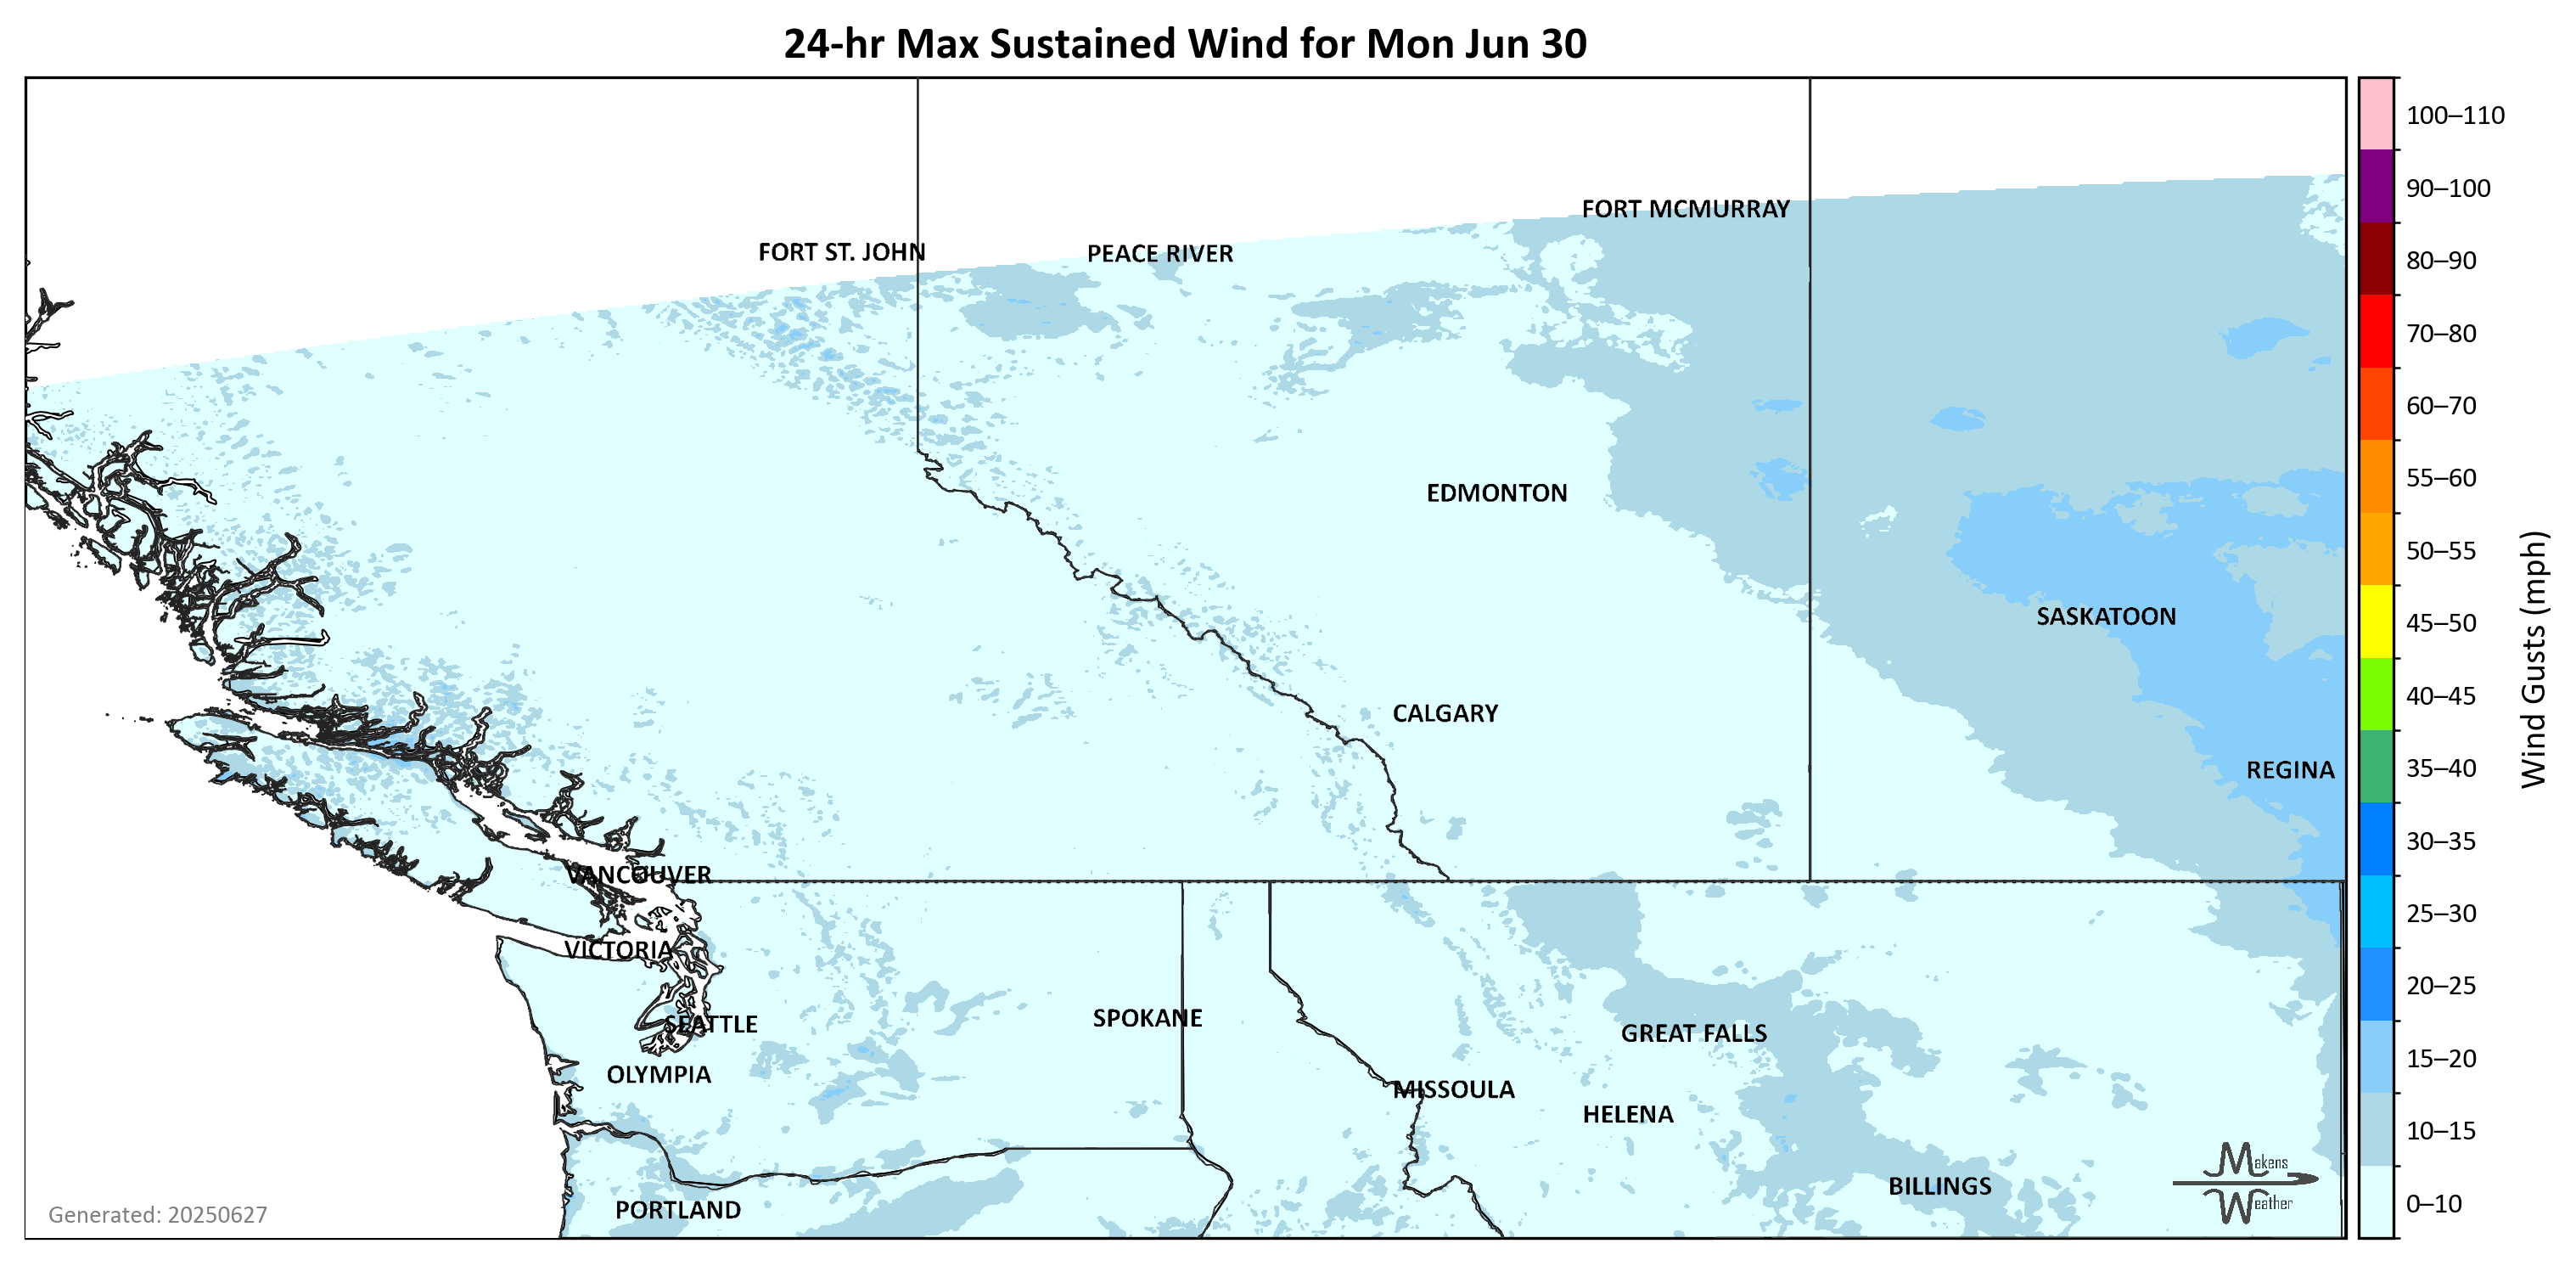 24-hr Max Sustained Wind for Mon Jun 30
FORT MCMURRAY
FORT ST. JOHN
PEACE RIVER
EDMONTON
SASKATOON
CALGARY
REGINA
VANCOUVER
VICTORIA
SEATTLE
SPOKANE
GREAT FALLS
OLYMPIA
MISSOULA
HELENA
BILLINGS
PORTLAND
Makens
Weather
Generated: 20250627
100–110
90–100
80–90
70–80
60–70
55–60
50–55
45–50
40–45
35–40
30–35
25–30
20–25
15–20
10–15
0–10
Wind Gusts (mph)